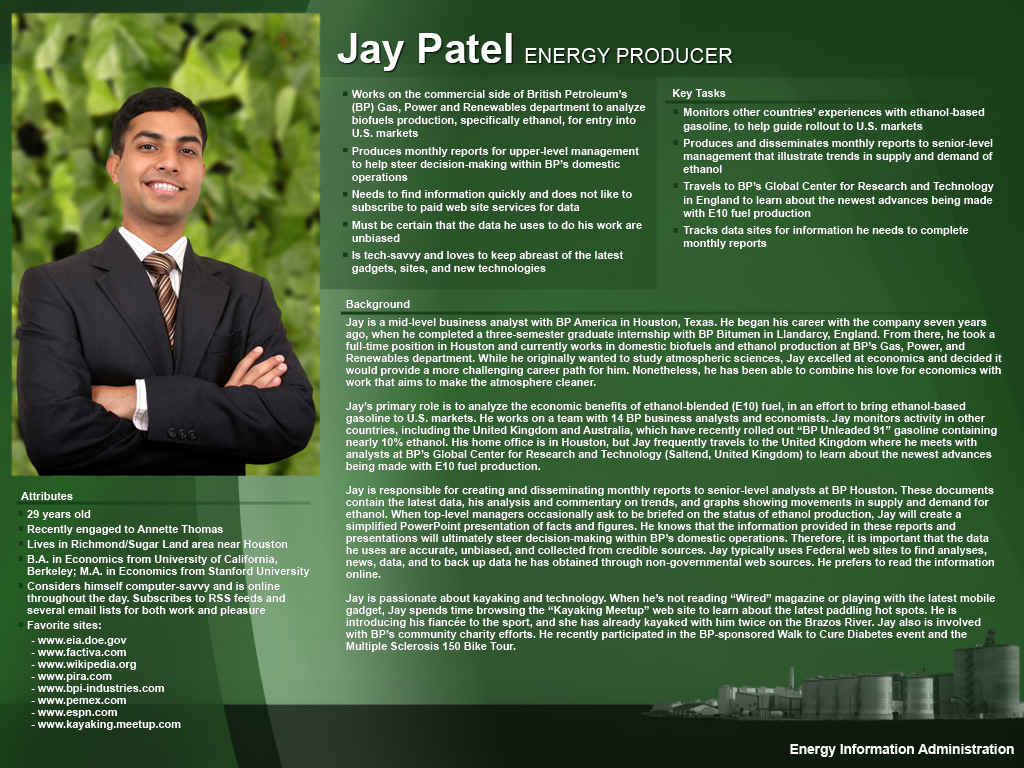 Jay Patel ENERGY PRODUCER
Works on the commercial side of British Petroleum's
(BP) Gas, Power and Renewables department to analyze
biofuels production, specifically ethanol, for entry into
U.S. markets
Produces monthly reports for upper-level management
to help steer decision-making within BP's domestic
operations
Needs to find information quickly and does not like to
subscribe to paid web site services for data
Must be certain that the data he uses to do his work are
unbiased
Is tech-savvy and loves to keep abreast of the latest
gadgets, sites, and new technologies
Key Tasks
Monitors other countries' experiences with ethanol-based
gasoline, to help guide rollout to U.S. markets
Produces and disseminates monthly reports to senior-level
management that illustrate trends in supply and demand of
ethanol
Travels to BP's Global Center for Research and Technology
in England to learn about the newest advances being made
with E10 fuel production
Tracks data sites for information he needs to complete
monthly reports
Background
Jay is a mid-level business analyst with BP America in Houston, Texas. He began his career with the company seven years
ago, when he completed a three-semester graduate internship with BP Bitumen in Llandarcy, England. From there, he took a
full-time position in Houston and currently works in domestic biofuels and ethanol production at BP's Gas, Power, and
Renewables department. While he originally wanted to study atmospheric sciences, Jay excelled at economics and decided it
would provide a more challenging career path for him. Nonetheless, he has been able to combine his love for economics with
work that aims to make the atmosphere cleaner.
Jay's primary role is to analyze the economic benefits of ethanol-blended (E10) fuel, in an effort to bring ethanol-based
gasoline to U.S. markets. He works on a team with 14 BP business analysts and economists. Jay monitors activity in other
countries, including the United Kingdom and Australia, which have recently rolled out "BP Unleaded 91" gasoline containing
nearly 10% ethanol. His home office is in Houston, but Jay frequently travels to the United Kingdom where he meets with
analysts at BP's Global Center for Research and Technology (Saltend, United Kingdom) to learn about the newest advances
being made with E10 fuel production.
Jay is responsible for creating and disseminating monthly reports to senior-level analysts at BP Houston. These documents
contain the latest data, his analysis and commentary on trends, and graphs showing movements in supply and demand for
ethanol. When top-level managers occasionally ask to be briefed on the status of ethanol production, Jay will create a
simplified PowerPoint presentation of facts and figures. He knows that the information provided in these reports and
presentations will ultimately steer decision-making within BP's domestic operations. Therefore, it is important that the data
he uses are accurate, unbiased, and collected from credible sources. Jay typically uses Federal web sites to find analyses,
news, data, and to back up data he has obtained through non-governmental web sources. He prefers to read the information
online.
Jay is passionate about kayaking and technology. When he's not reading "Wired" magazine or playing with the latest mobile
gadget, Jay spends time browsing the "Kayaking Meetup" web site to learn about the latest paddling hot spots. He is
introducing his fiancée to the sport, and she has already kayaked with him twice on the Brazos River. Jay also is involved
with BP's community charity efforts. He recently participated in the BP-sponsored Walk to Cure Diabetes event and the
Multiple Sclerosis 150 Bike Tour.
Attributes
29 years old
Recently engaged to Annette Thomas
Lives in Richmond/Sugar Land area near Houston
B.A. in Economics from University of California,
Berkeley; M.A. in Economics from Stanford University
Considers himself computer-savvy and is online
throughout the day. Subscribes to RSS feeds and
several email lists for both work and pleasure
Favorite sites:
- www.eia.doe.gov
- www.factiva.com
- www.wikipedia.org
- www.pira.com
- www.bpi-industries.com
- www.pemex.com
- www.espn.com
- www.kayaking.meetup.com
Energy Information Administration